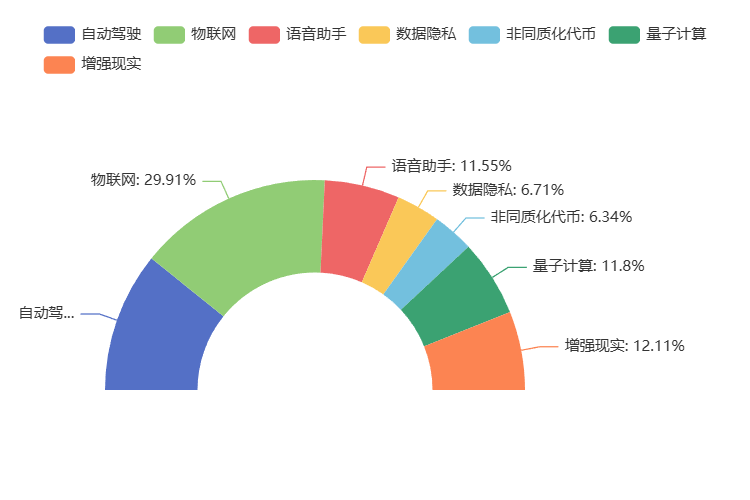 自动驾驶 物联网 语音助手 数据隐私 非同质化代币 量子计算
增强现实
语音助手: 11.55%
物联网: 29.91%
数据隐私: 6.71%
非同质化代币: 6.34%
量子计算: 11.8%
自动驾...
增强现实: 12.11%